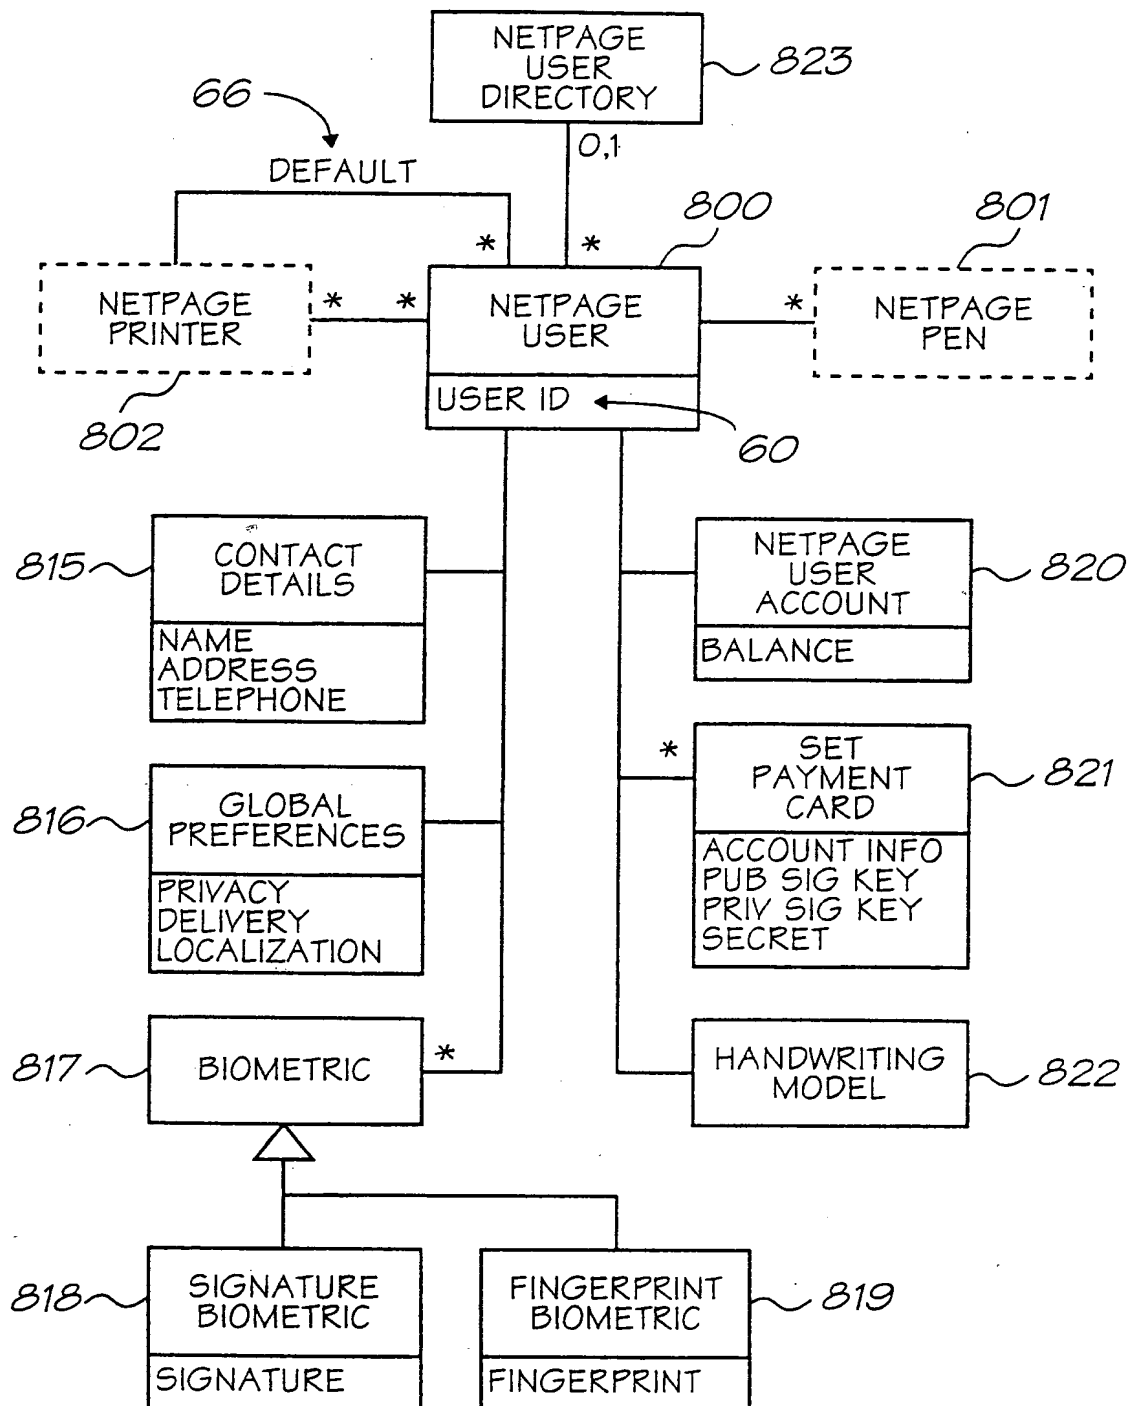 NETPAGE
USER
DIRECTORY
823
66
DEFAULT
0,1
800
801
*
*
NETPAGE
PRINTER
*
*
NETPAGE
USER
*
NETPAGE
PEN
802
USER ID
60
815
CONTACT
DETAILS
NAME
ADDRESS
TELEPHONE
NETPAGE
USER
ACCOUNT
820
BALANCE
816
GLOBAL
PREFERENCES
PRIVACY
DELIVERY
LOCALIZATION
*
SET
PAYMENT
CARD
821
ACCOUNT INFO
PUB SIG KEY
PRIV SIG KEY
SECRET
817
BIOMETRIC
*
HANDWRITING
MODEL
822
818
SIGNATURE
BIOMETRIC
SIGNATURE
FINGERPRINT
BIOMETRIC
819
FINGERPRINT